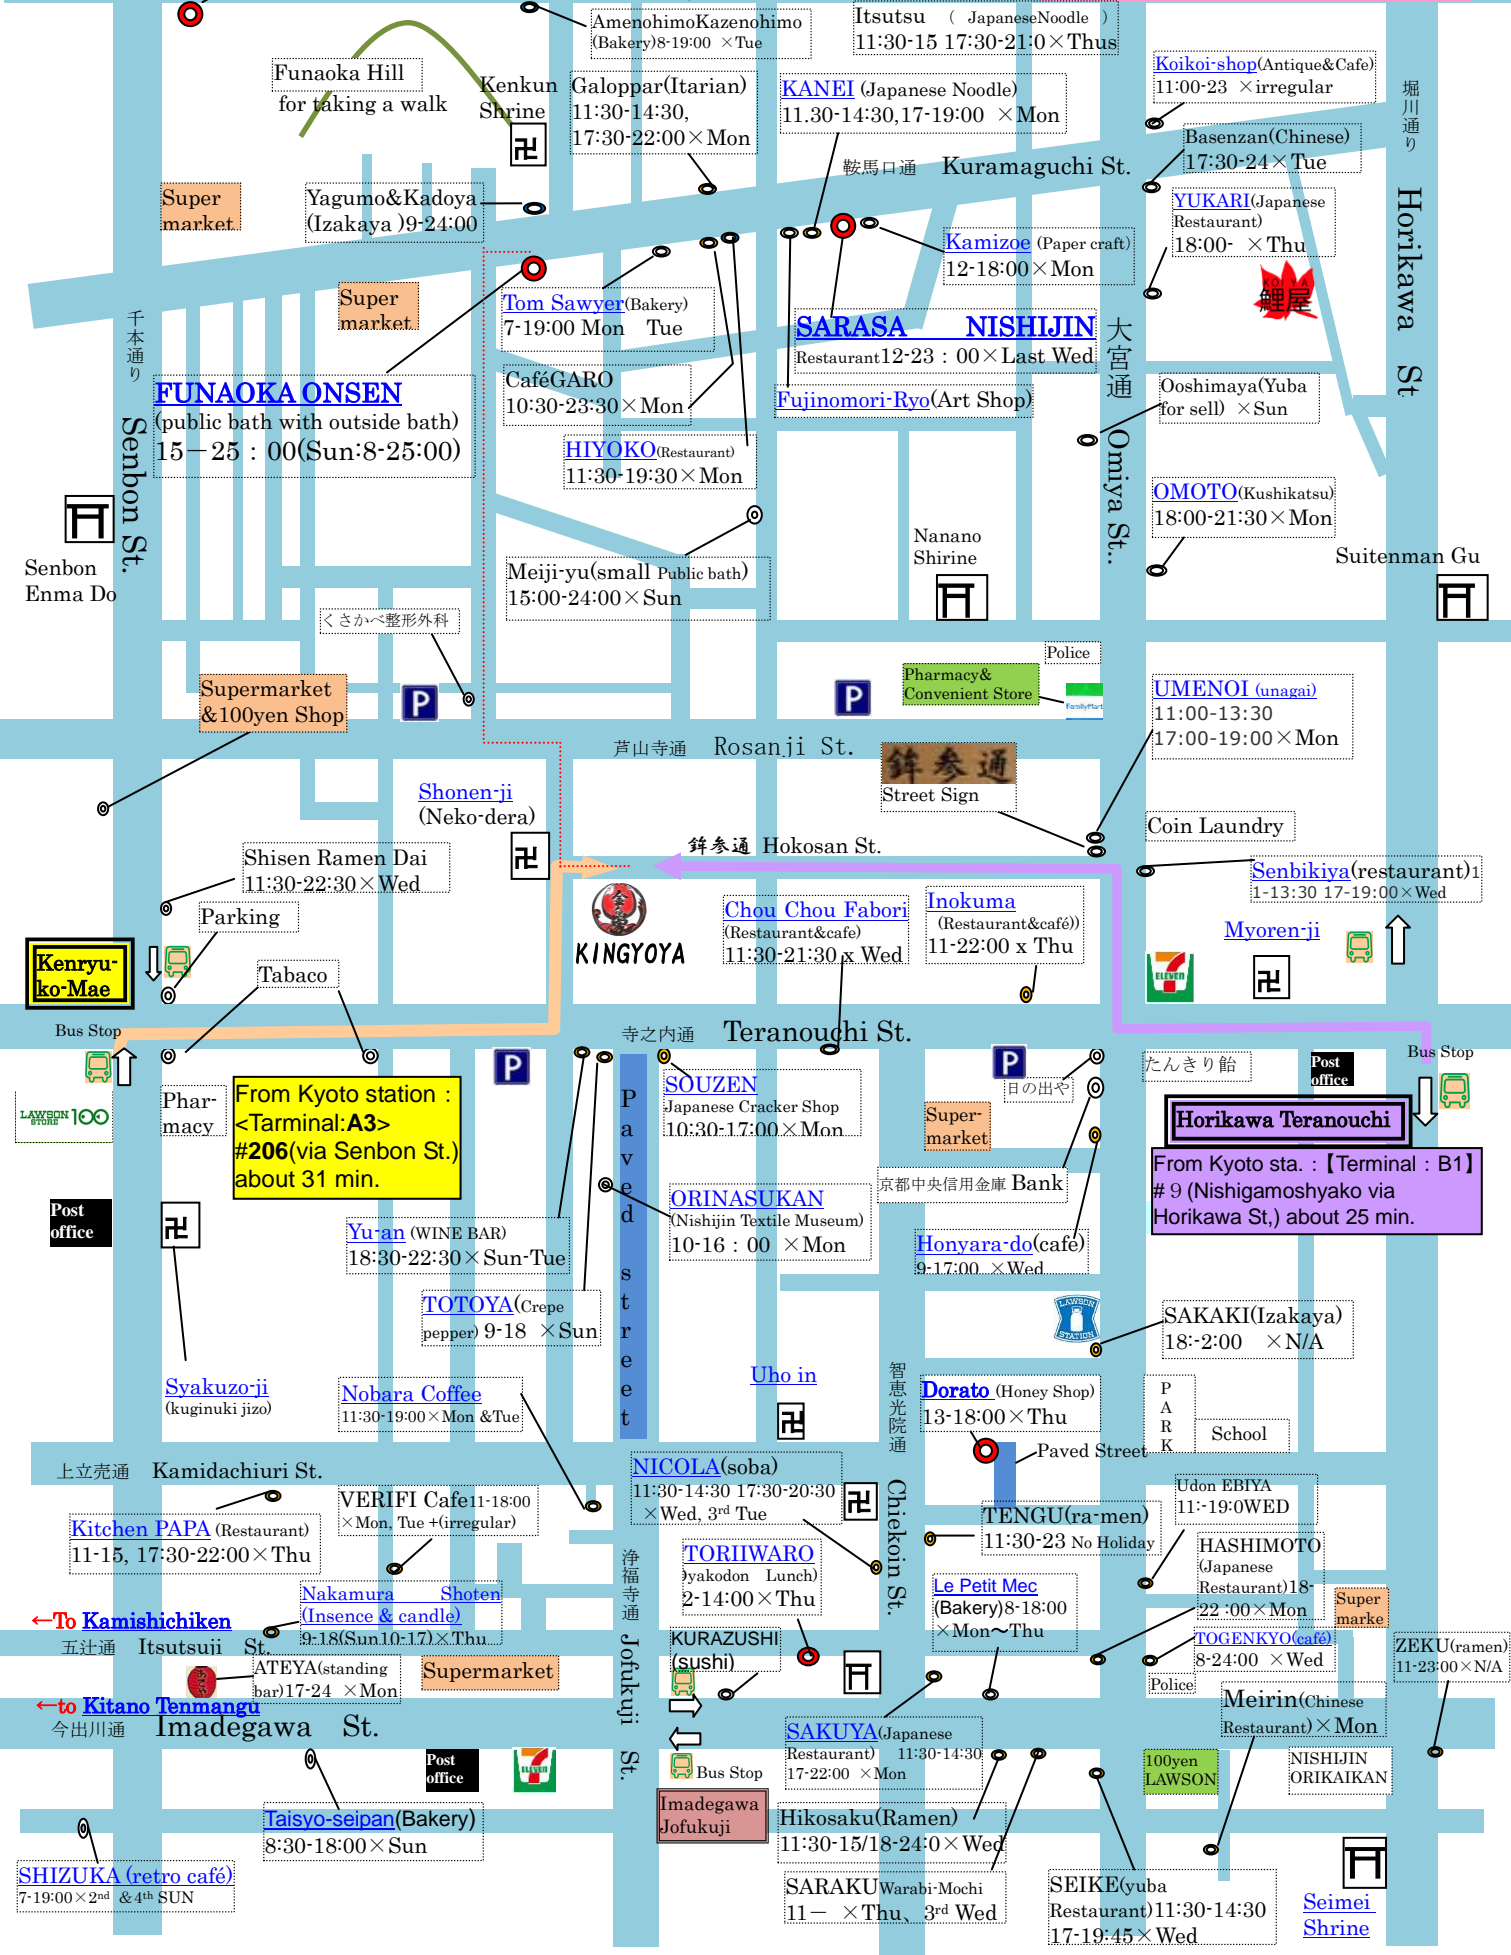 AmenohimoKazenohimo
(Bakery)8-19:00 ×Tue
Itsutsu ( JapaneseNoodle )
11:30-15 17:30-21:0×Thus
Funaoka Hill
for taking a walk
Kenkun
Shrine
Galoppar(Itarian)
11:30-14:30,
17:30-22:00×Mon
KANEI (Japanese Noodle)
11.30-14:30,17-19:00 ×Mon
Koikoi-shop(Antique&Cafe)
11:00-23 ×irregular
堀川通り
Basenzan(Chinese)
17:30-24×Tue
鞍馬口通 Kuramaguchi St.
Super
market
Yagumo&Kadoya
(Izakaya )9-24:00
YUKARI(Japanese
Restaurant)
18:00- ×Thu
Horikawa St
Kamizoe (Paper craft)
12-18:00×Mon
KOIYA
鯉屋
Super
market
Tom Sawyer(Bakery)
7-19:00 Mon Tue
SARASA NISHIJIN
Restaurant12-23：00×Last Wed
千本通り
大宮通
FUNAOKA ONSEN
(public bath with outside bath)
15－25：00(Sun:8-25:00)
CaféGARO
10:30-23:30×Mon
Fujinomori-Ryo(Art Shop)
Ooshimaya(Yuba
for sell) ×Sun
Senbon St.
HIYOKO(Restaurant)
11:30-19:30×Mon
Omiya St...
OMOTO(Kushikatsu)
18:00-21:30×Mon
Senbon
Enma Do
Meiji-yu(small Public bath)
15:00-24:00×Sun
Nanano
Shirine
Suitenman Gu
くさかべ整形外科
Police
Supermarket
&100yen Shop
P
P
Pharmacy&
Convenient Store
FamilyMart
UMENOI (unagai)
11:00-13:30
17:00-19:00×Mon
芦山寺通 Rosanji St.
鉾参通
Street Sign
Shonen-ji
(Neko-dera)
鉾参通 Hokosan St.
Coin Laundry
Shisen Ramen Dai
11:30-22:30×Wed
Senbikiya(restaurant)1
1-13:30 17-19:00×Wed
Parking
KINGYOYA
Chou Chou Fabori
(Restaurant&cafe)
11:30-21:30 x Wed
Inokuma
(Restaurant&café))
11-22:00 x Thu
Myoren-ji
Kenryu-
ko-Mae
Tabaco
ELEVEN
Bus Stop
寺之内通 Teranouchi St.
Bus Stop
LAWSON
STORE 100
Phar-
macy
From Kyoto station :
<Tarminal:A3>
#206(via Senbon St.)
about 31 min.
P
Paved street
SOUZEN
Japanese Cracker Shop
10:30-17:00×Mon
P
日の出や
たんきり飴
Post
office
Super-
market
Horikawa Teranouchi
From Kyoto sta. :【Terminal : B1】
#９(Nishigamoshyako via
Horikawa St,) about 25 min.
京都中央信用金庫 Bank
Post
office
ORINASUKAN
(Nishijin Textile Museum)
10-16：00 ×Mon
Yu-an (WINE BAR)
18:30-22:30×Sun-Tue
Honyara-do(café)
9-17:00 ×Wed
TOTOYA(Crepe
pepper) 9-18 ×Sun
LAWSON
STATION
SAKAKI(Izakaya)
18:-2:00 ×N/A
Syakuzo-ji
(kuginuki jizo)
Nobara Coffee
11:30-19:00×Mon &Tue
Uho in
智恵光院通
Dorato (Honey Shop)
13-18:00×Thu
PARK
School
Paved Street
上立売通 Kamidachiuri St.
NICOLA(soba)
11:30-14:30 17:30-20:30
×Wed, 3rd Tue
Chiekoin St.
Udon EBIYA
11:-19:0WED
VERIFI Cafe11-18:00
×Mon, Tue +(irregular)
Kitchen PAPA (Restaurant)
11-15, 17:30-22:00×Thu
TENGU(ra-men)
11:30-23 No Holiday
HASHIMOTO
(Japanese
Restaurant)18-
22 :00×Mon
浄福寺通
TORIIWARO
yakodon Lunch)
2-14:00×Thu
Nakamura Shoten
(Insence & candle)
9-18(Sun10-17)×Thu
Le Petit Mec
(Bakery)8-18:00
×Mon～Thu
Super
marke
←To Kamishichiken
五辻通 Itsutsuji St.
Jofukuji St.
KURAZUSHI
(sushi)
TOGENKYO(café)
8-24:00 ×Wed
ZEKU(ramen)
11-23:00×N/A
ATEYA(standing
bar)17-24 ×Mon
Supermarket
Police
Meirin(Chinese
Restaurant)×Mon
←to Kitano Tenmangu
今出川通 Imadegawa St.
SAKUYA(Japanese
Restaurant) 11:30-14:30
17-22:00 ×Mon
Post
office
ELEVEN
Bus Stop
100yen
LAWSON
NISHIJIN
ORIKAIKAN
Imadegawa
Jofukuji
Taisyo-seipan(Bakery)
8:30-18:00×Sun
Hikosaku(Ramen)
11:30-15/18-24:0×Wed
SHIZUKA (retro café)
7-19:00×2nd &4th SUN
SARAKUWarabi-Mochi
11－ ×Thu、3rd Wed
SEIKE(yuba
Restaurant)11:30-14:30
17-19:45×Wed
Seimei
Shrine